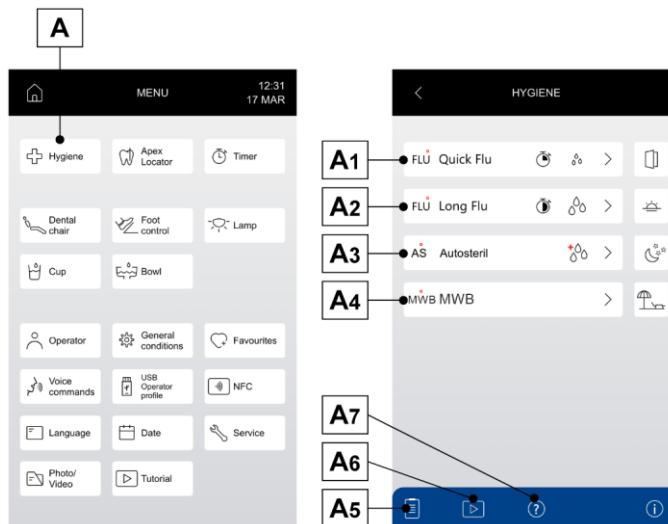 A
MENU
12:31
17 MAR
Hygiene
Apex
Locator
Timer
Dental
chair
Foot
control
Lamp
Cup
Bowl
Operator
General
conditions
Favourites
Voice
commands
USB
Operator
profile
NFC
Language
Date
Service
Photo/
Video
Tutorial
HYGIENE
A1
FLU Quick Flu
A2
FLU Long Flu
A3
AS Autosteril
A4
MWB MWB
A7
A6
A5
?
i